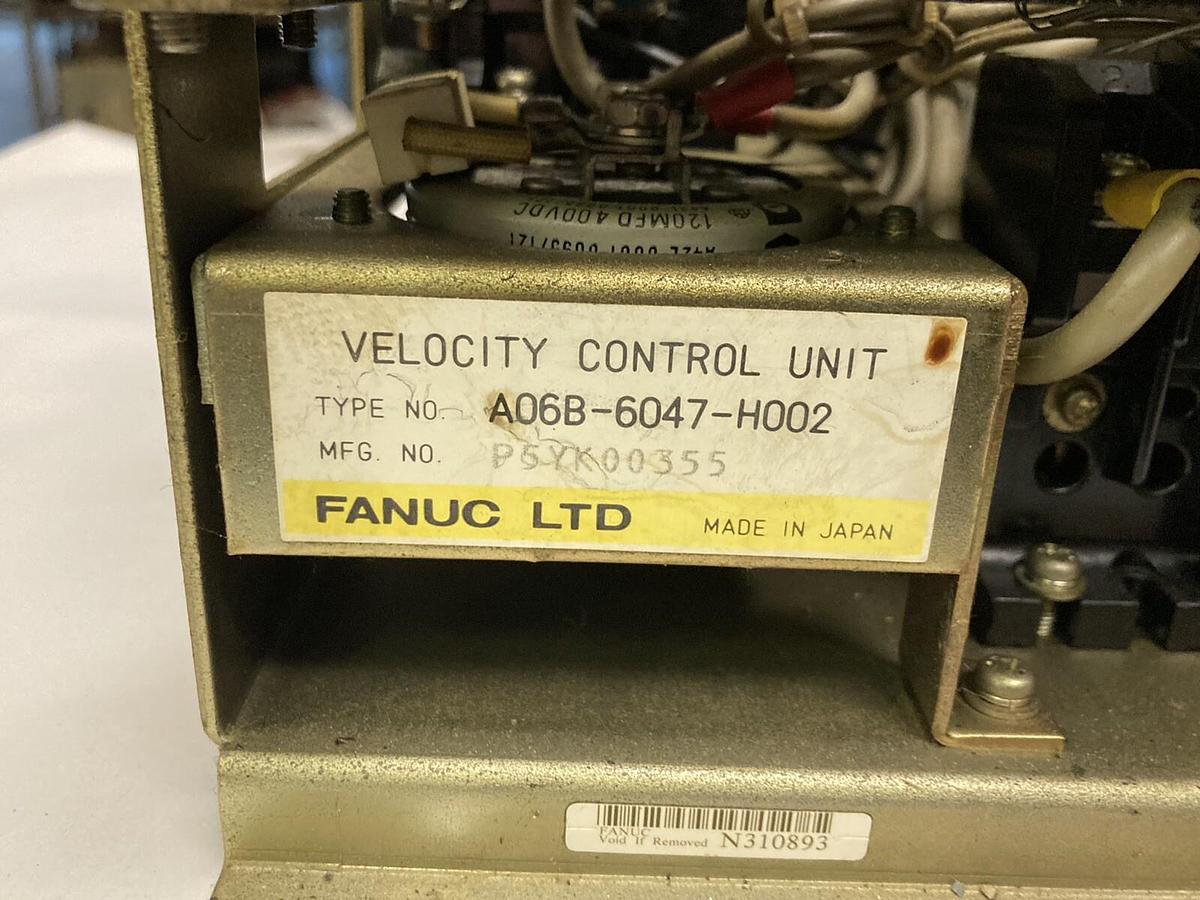 120MFD 400VDC
VELOCITY CONTROL UNIT
TYPE NO. A06B-6047-H002
MFG. NO. P5YK00355
FANUC LTD MADE IN JAPAN
FANUC
Void If Removed N310893